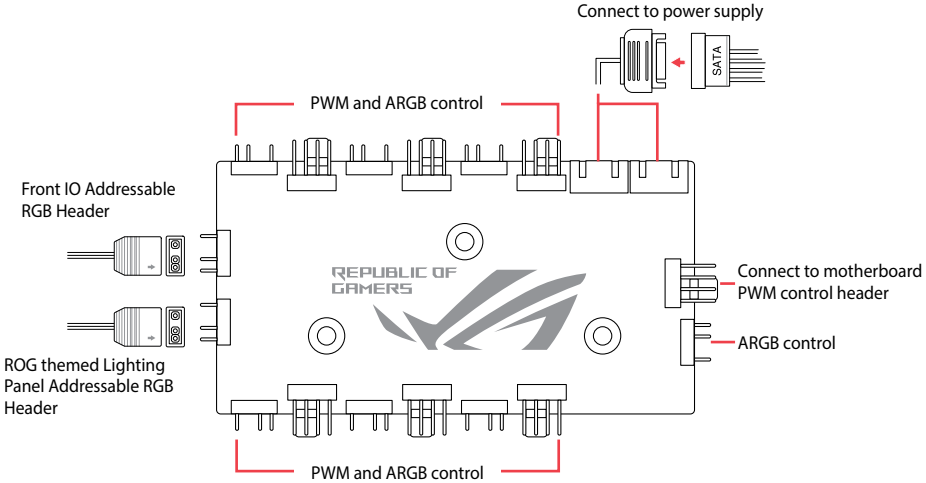 Connect to power supply
SATA
PWM and ARGB control
Front IO Addressable
RGB Header
REPUBLIC OF
GAMERS
Connect to motherboard
PWM control header
ARGB control
ROG themed Lighting
Panel Addressable RGB
Header
PWM and ARGB control